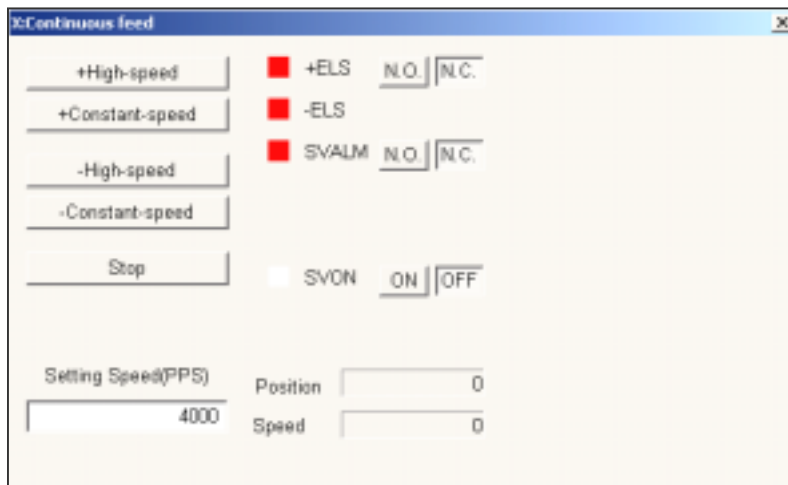 X:Continuous feed
+High-speed
+ELS N.O. N.C.
+Constant-speed
-ELS
SVALM N.O. N.C.
-High-speed
-Constant-speed
Stop
SVON ON OFF
Setting Speed(PPS)
Position 0
4000
Speed 0